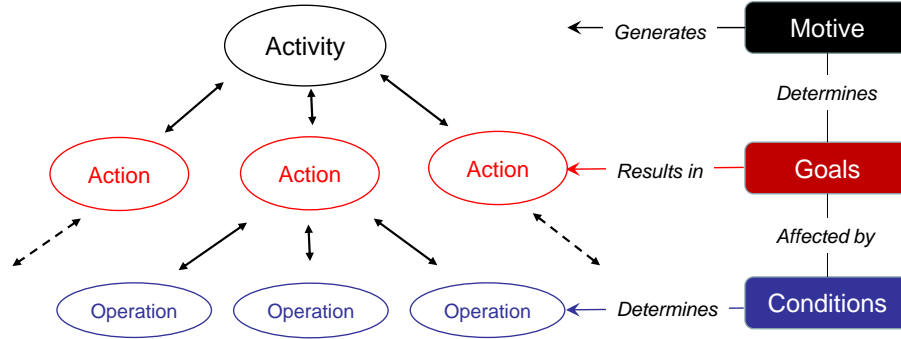 Activity
Generates
Motive
Determines
Action
Action
Action
Results in
Goals
Affected by
Operation
Operation
Operation
Determines
Conditions